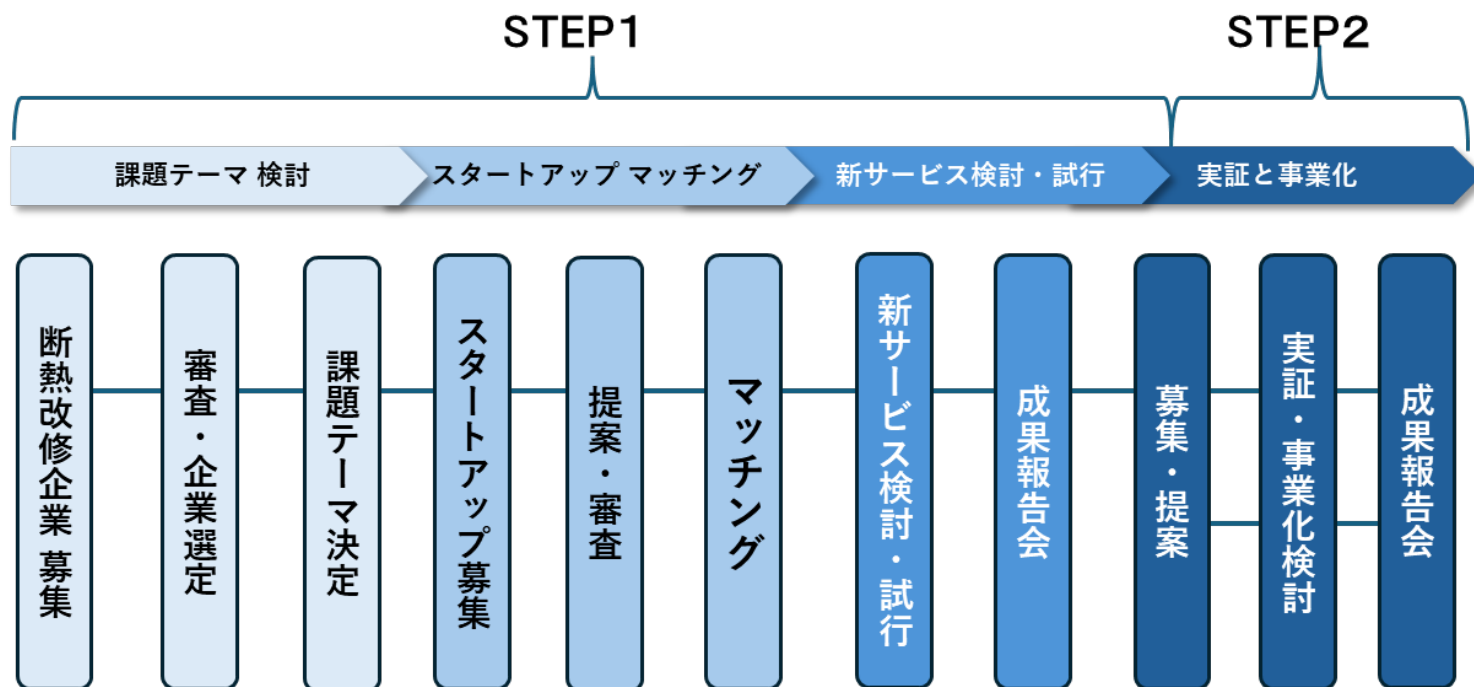 STEP1
STEP2
課題テーマ 検討
スタートアップ マッチング
新サービス検討・試行
実証と事業化
断熱改修企業 募集
審査・企業選定
課題テーマ決定
スタートアップ募集
提案・審査
マッチング
新サービス検討・試行
成果報告会
募集・提案
実証・事業化検討
成果報告会